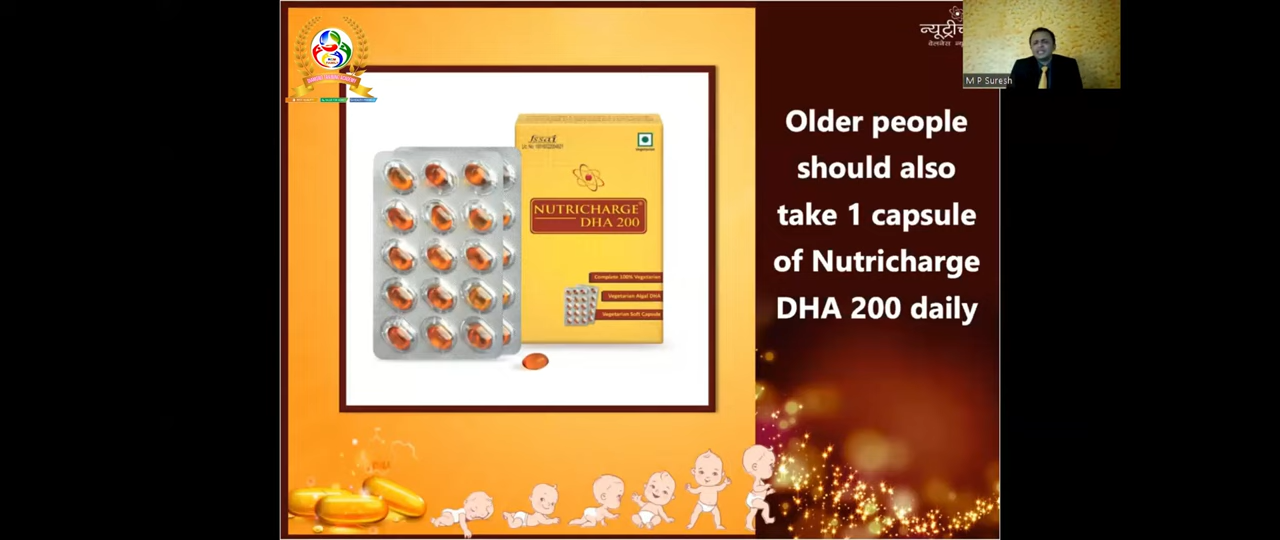 M P Suresh
Older people
should also
take 1 capsule
of Nutricharge
DHA 200 daily
fssai
NUTRICHARGE®
DHA 200
Complete 100% Vegetarian
Vegetarian Algal DHA
Vegetarian Soft Capsule